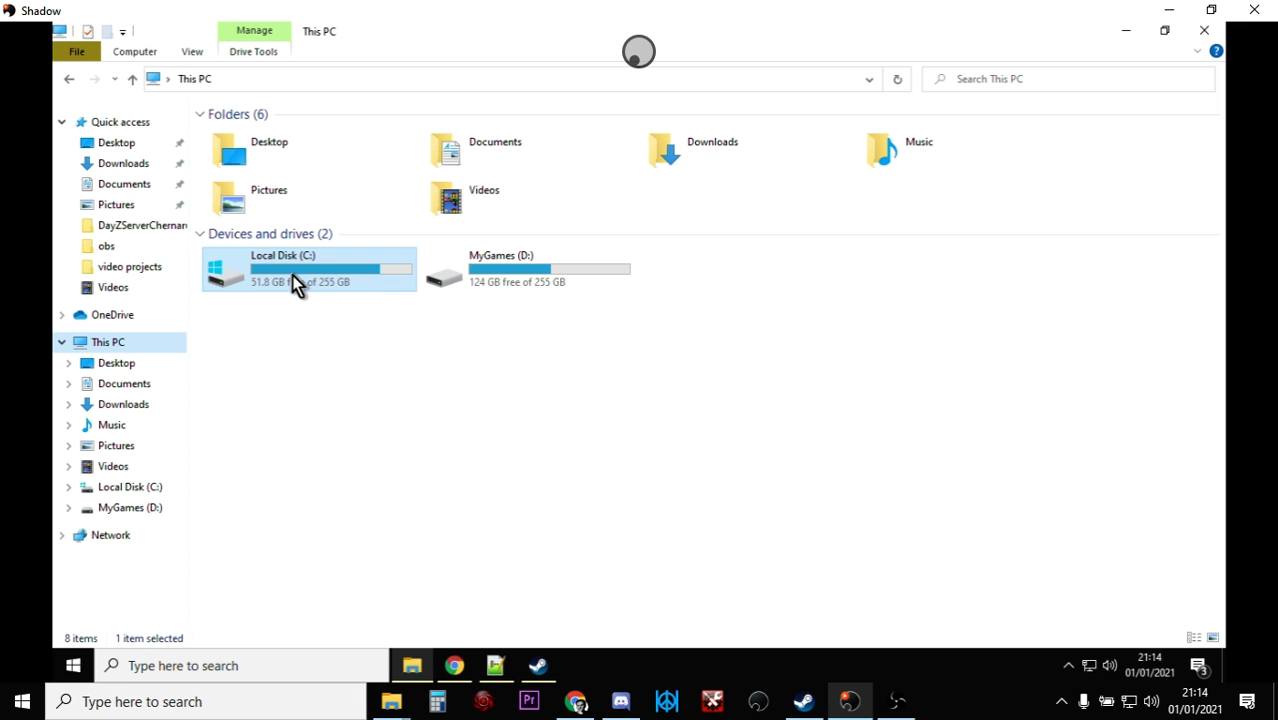 Shadow
Manage
This PC
File
Computer
View
Drive Tools
This PC
Search This PC
Quick access
Desktop
Downloads
Documents
Pictures
DayZServerChernar
obs
video projects
Videos
OneDrive
This PC
Desktop
Documents
Downloads
Music
Pictures
Videos
Local Disk (C:)
MyGames (D:)
Network
Folders (6)
Desktop
Documents
Downloads
Music
Pictures
Videos
Devices and drives (2)
Local Disk (C:)
51.8 GB free of 255 GB
MyGames (D:)
124 GB free of 255 GB
8 items
1 item selected
Type here to search
21:14
01/01/2021
3
Type here to search
Pr
21:14
01/01/2021